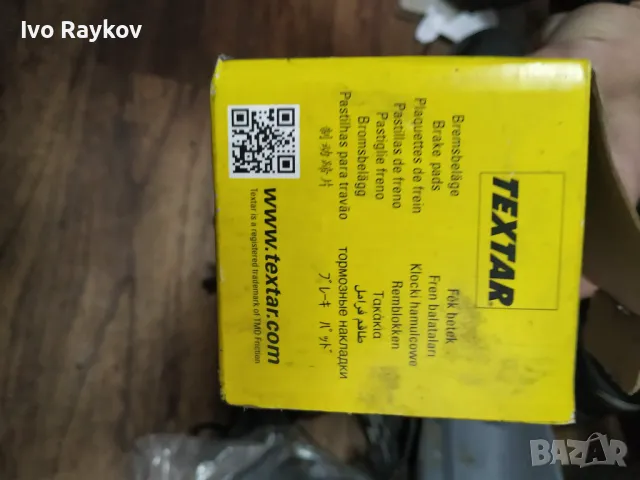 Ivo Raykov
TEXTAR
Bremsbeläge
Brake pads
Plaquettes de frein
Pastillas de freno
Pastiglie freno
Bromsbelägg
Pastilhas para travão
制动蹄片
Fék beték
Fren balataları
Klocki hamulcowe
Remblokken
Τακάκια
طاقم فرامل
тормозные накладки
ブレーキ パッド
www.textar.com
Textar is a registered trademark of TMD Friction
BAZAR